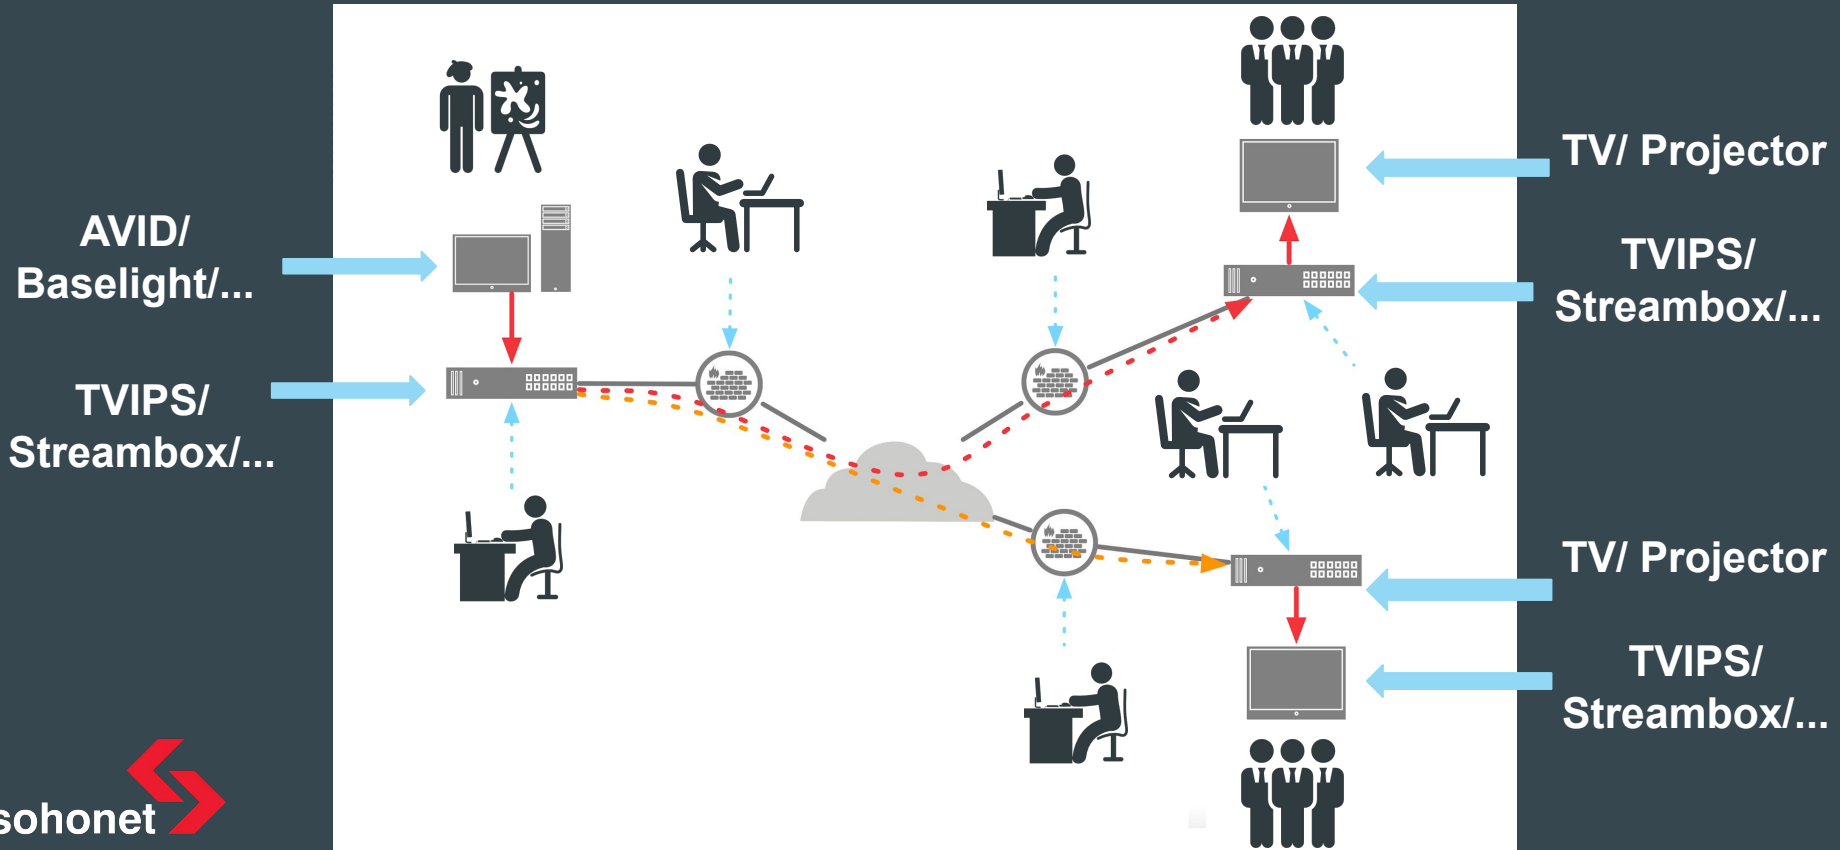 AVID/
Baselight/...
TVIPS/
Streambox/...
sohonet
TV/ Projector
TVIPS/
Streambox/...
TV/ Projector
TVIPS/
Streambox/...